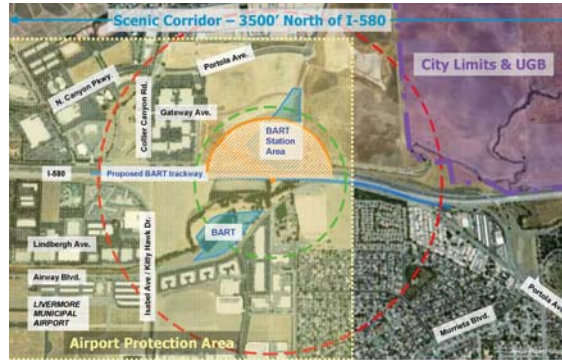 Scenic Corridor – 3500' North of I-580
Portola Ave.
City Limits & UGB
N. Canyon Pkwy.
Collier Canyon Rd.
Gateway Ave.
BART
Station
Area
I-580
Proposed BART trackway
BART
Lindbergh Ave.
Isabel Ave / Kitty Hawk Dr.
Airway Blvd.
LIVERMORE
MUNICIPAL
AIRPORT
Portola Ave.
Murrieta Blvd.
Airport Protection Area